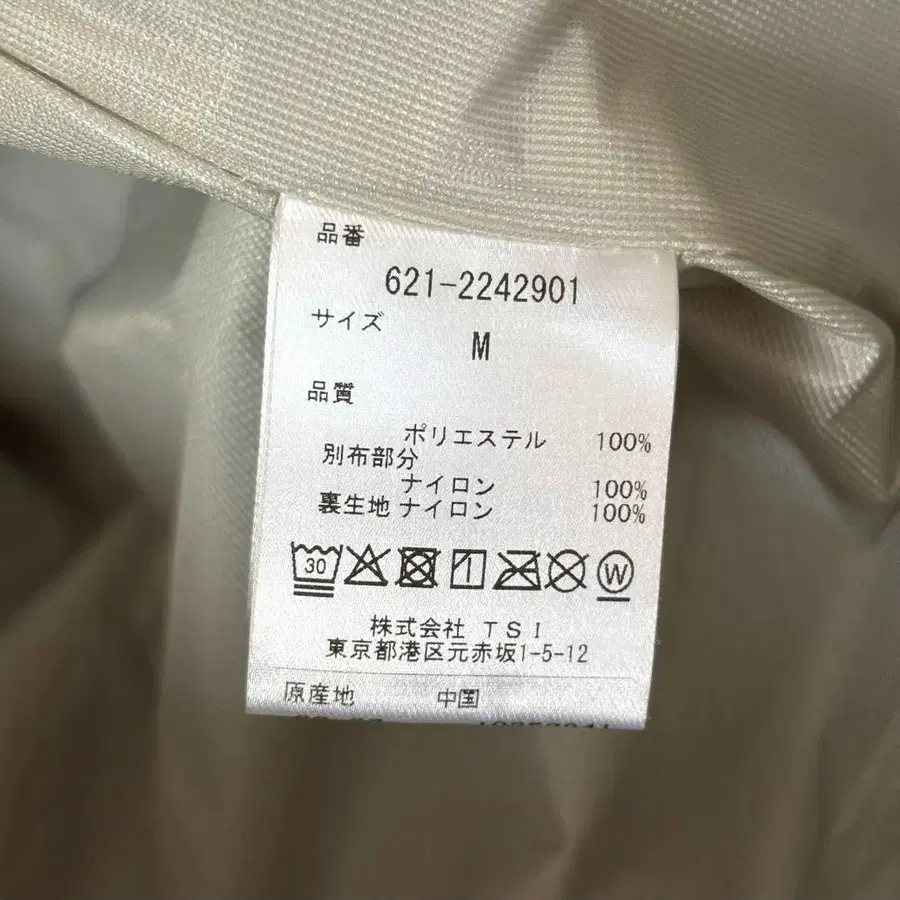 品番
621-2242901
サイズ
M
品質
ポリエステル 100%
別布部分
ナイロン 100%
裏生地 ナイロン 100%
30
W
株式会社 TSI
東京都港区元赤坂1-5-12
原産地 中国